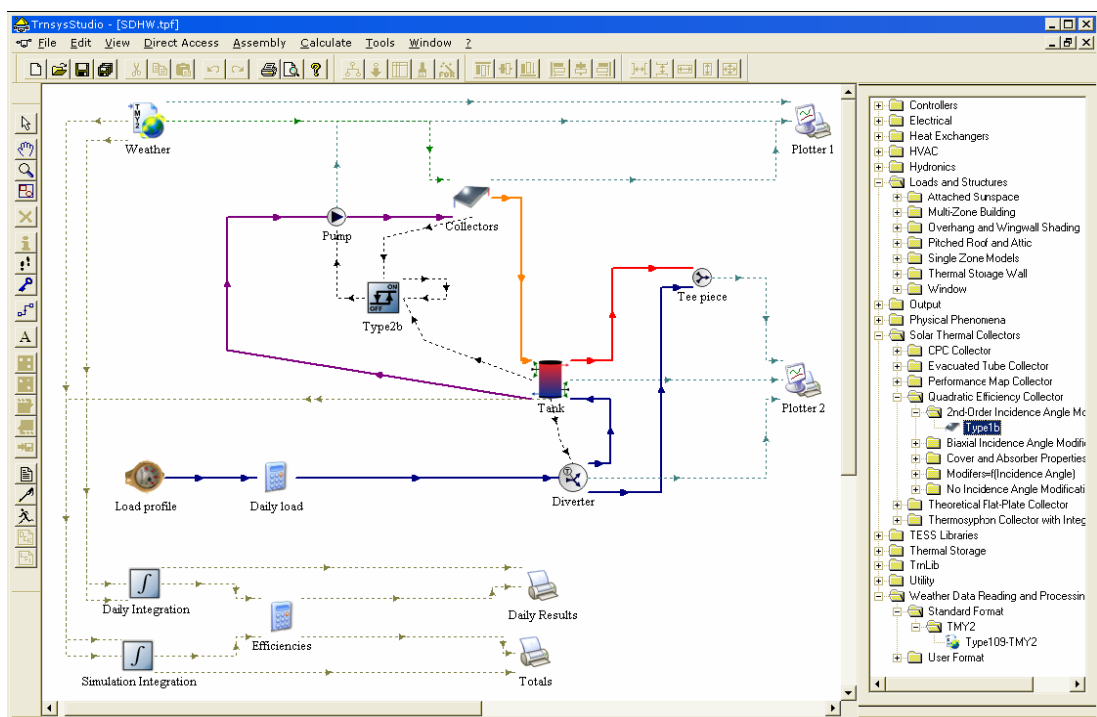 TrnsysStudio - [SDHW.tpf]
File Edit View Direct Access Assembly Calculate Tools Window ?
TMY2
Weather
Plotter 1
Collectors
Pump
ON
OFF
Type2b
Tee piece
Tank
Plotter 2
Load profile
Daily load
Diverter
Daily Integration
Daily Results
Efficiencies
Simulation Integration
Totals
A
Controllers
Electrical
Heat Exchangers
HVAC
Hydronics
Loads and Structures
Attached Sunspace
Multi-Zone Building
Overhang and Wingwall Shading
Pitched Roof and Attic
Single Zone Models
Thermal Storage Wall
Window
Output
Physical Phenomena
Solar Thermal Collectors
CPC Collector
Evacuated Tube Collector
Performance Map Collector
Quadratic Efficiency Collector
2nd-Order Incidence Angle Mc
Type1b
Biaxial Incidence Angle Modifi
Cover and Absorber Properties
Modifers=f(Incidence Angle)
No Incidence Angle Modificati
Theoretical Flat-Plate Collector
Thermosyphon Collector with Integ
TESS Libraries
Thermal Storage
TrnLib
Utility
Weather Data Reading and Processin
Standard Format
TMY2
Type109-TMY2
User Format